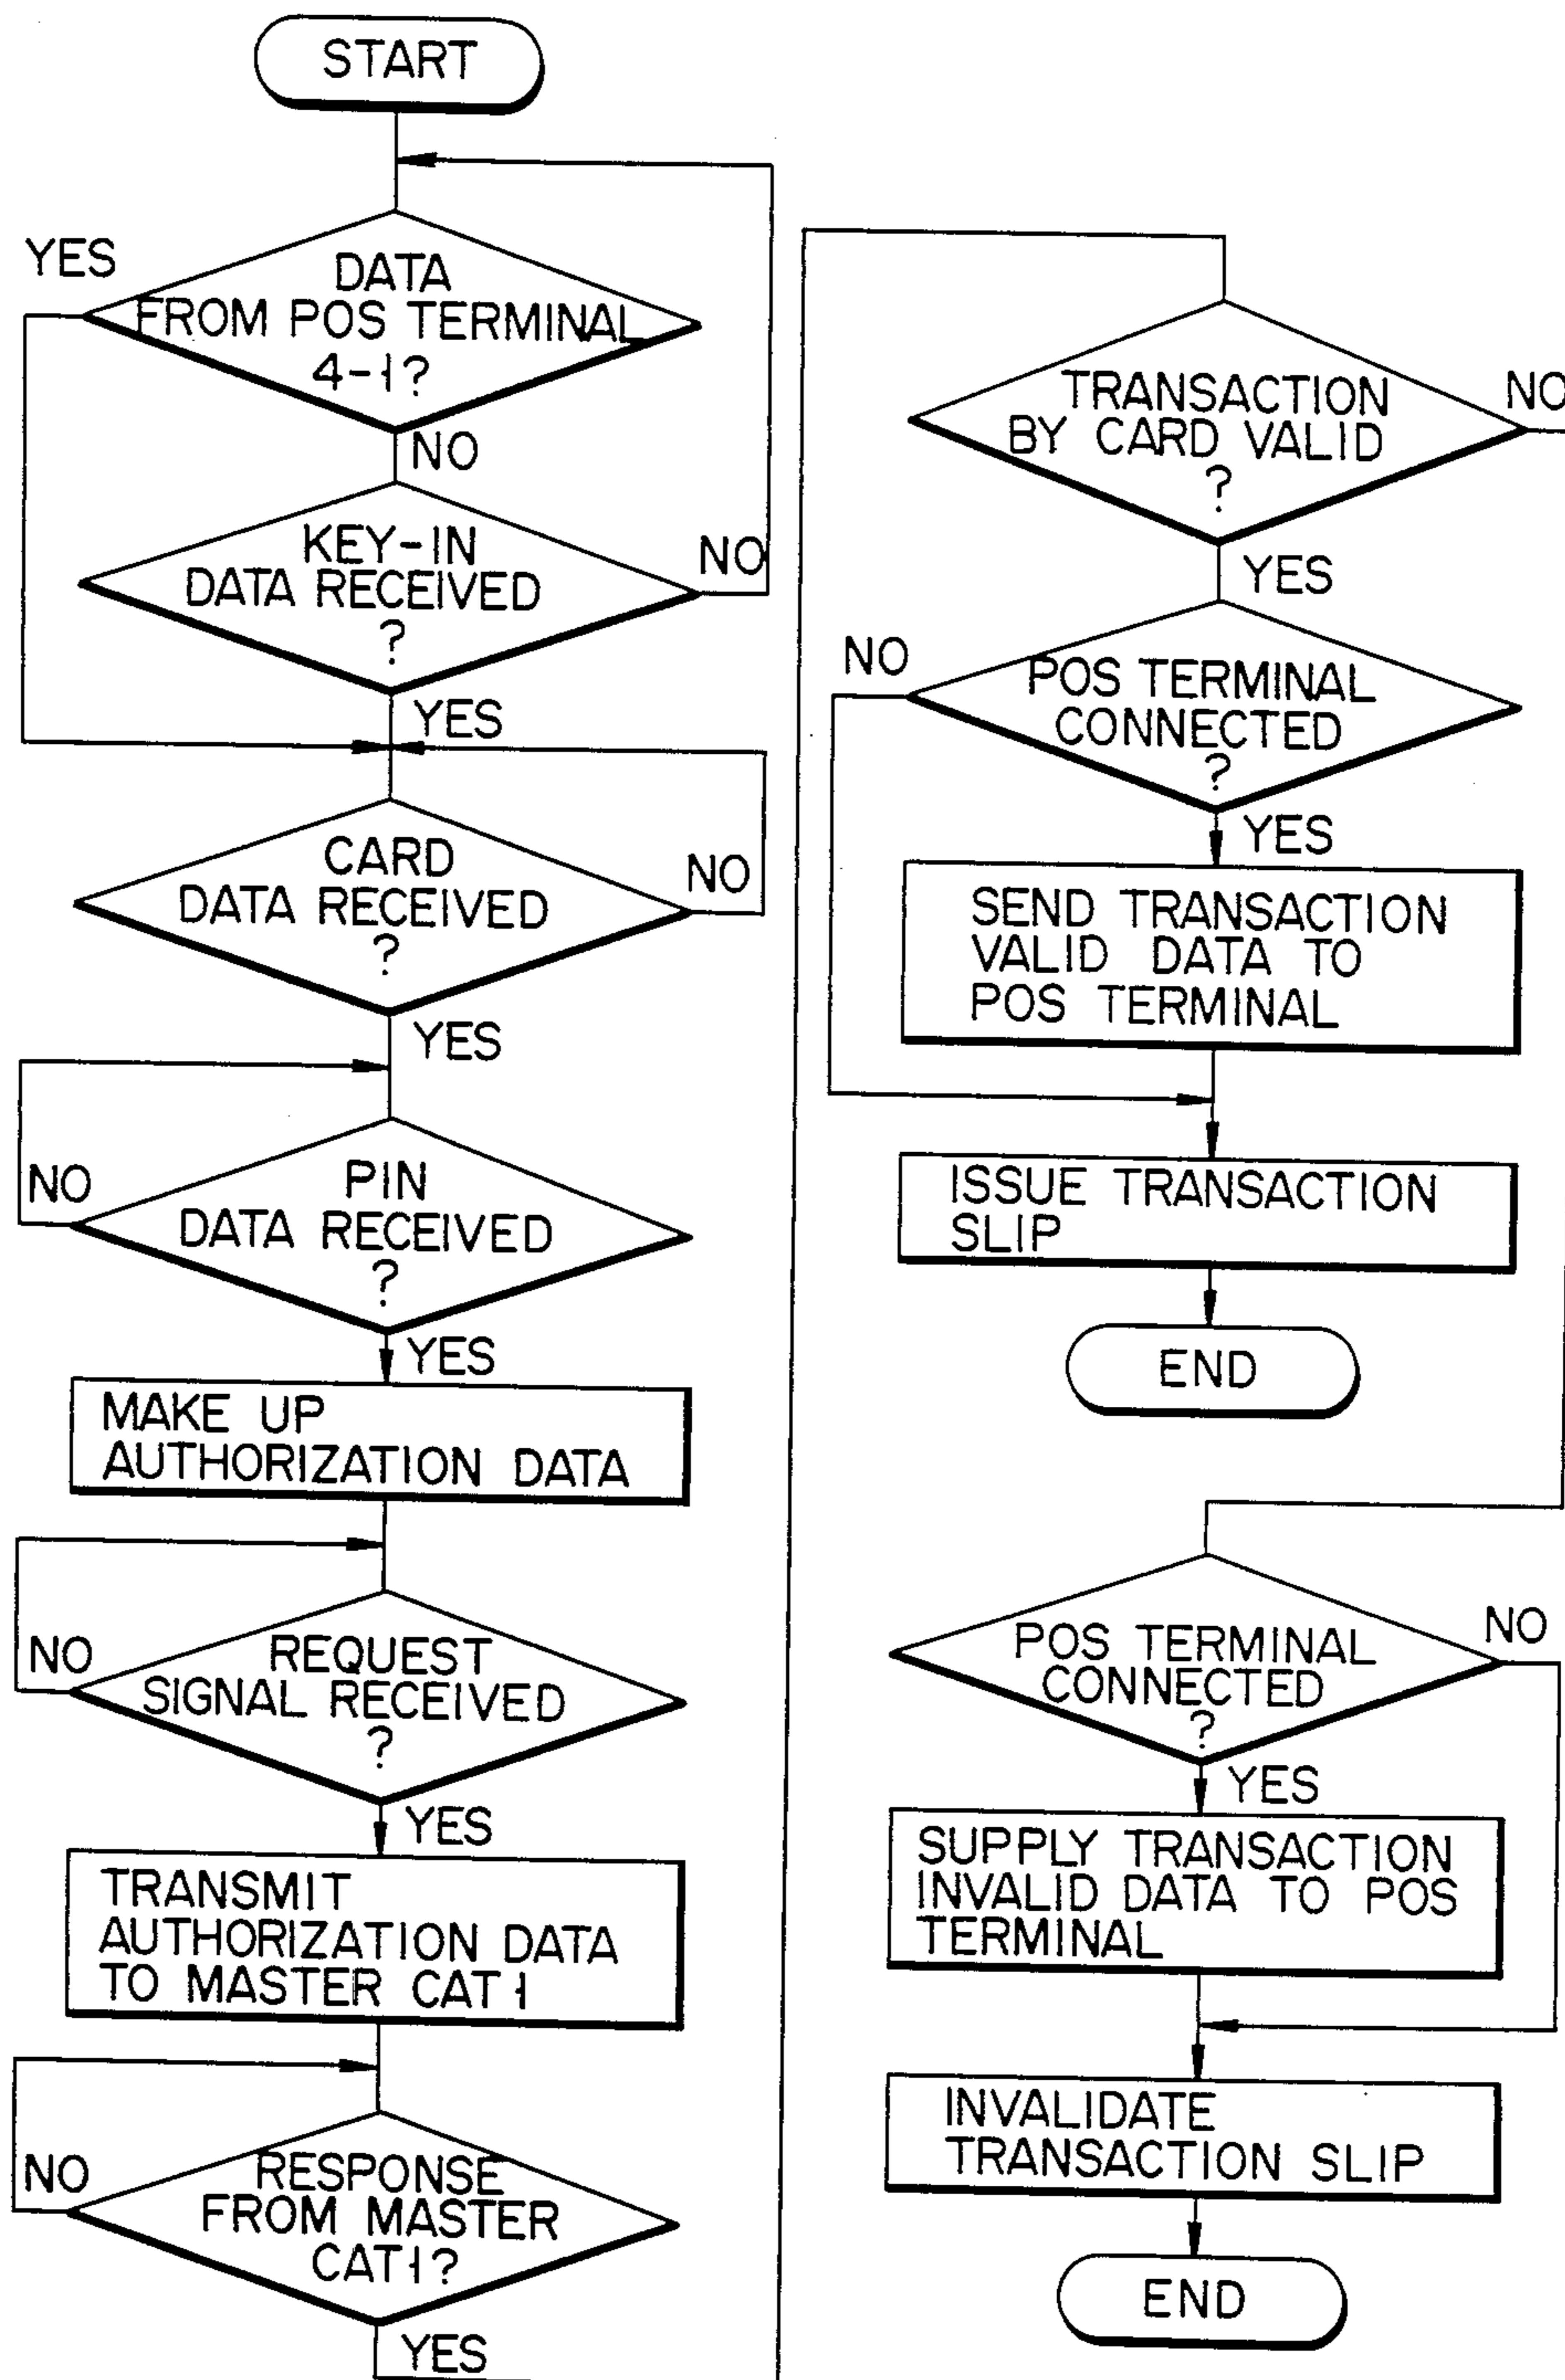 START
YES
DATA
FROM POS TERMINAL
4-1?
NO
KEY-IN
DATA RECEIVED
?
NO
YES
CARD
DATA RECEIVED
?
NO
YES
PIN
DATA RECEIVED
?
NO
YES
MAKE UP
AUTHORIZATION DATA
REQUEST
SIGNAL RECEIVED
?
NO
YES
TRANSMIT
AUTHORIZATION DATA
TO MASTER CAT 1
RESPONSE
FROM MASTER
CAT 1?
NO
YES
TRANSACTION
BY CARD VALID
?
NO
YES
POS TERMINAL
CONNECTED
?
NO
YES
SEND TRANSACTION
VALID DATA TO
POS TERMINAL
ISSUE TRANSACTION
SLIP
END
POS TERMINAL
CONNECTED
?
NO
YES
SUPPLY TRANSACTION
INVALID DATA TO POS
TERMINAL
INVALIDATE
TRANSACTION SLIP
END